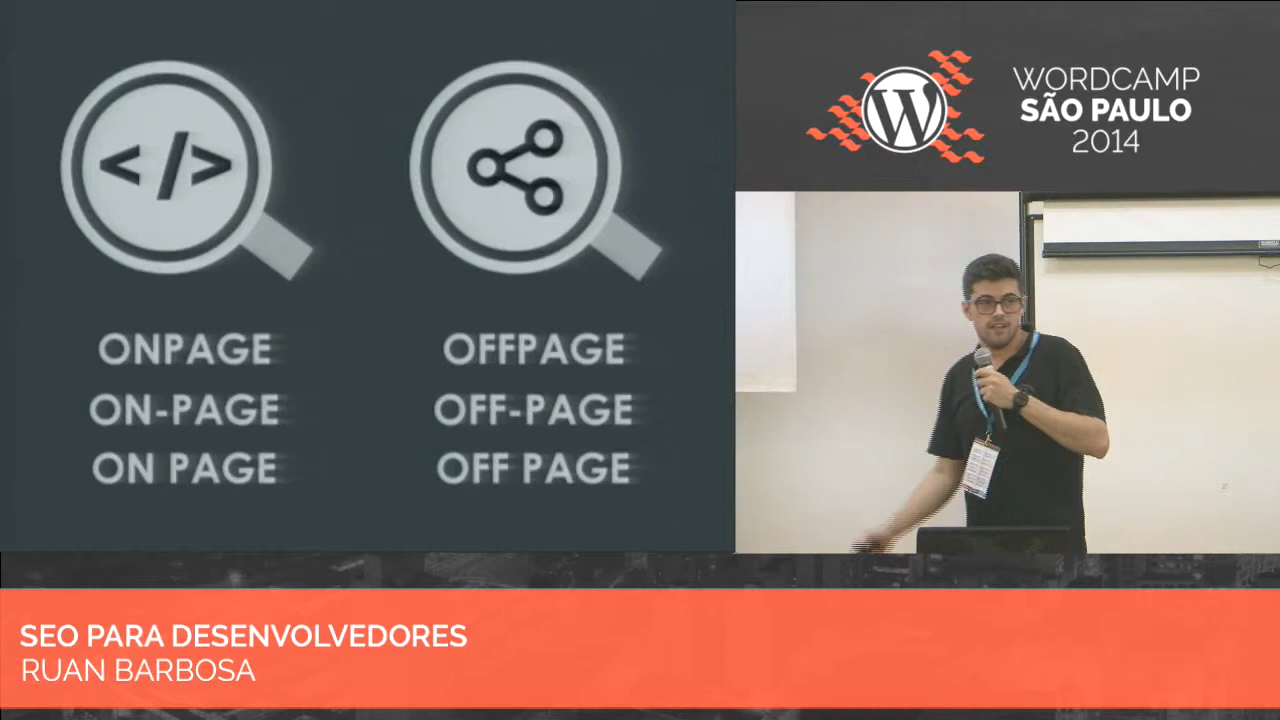 </>
ONPAGE
ON-PAGE
ON PAGE
OFFPAGE
OFF-PAGE
OFF PAGE
WORDCAMP
SÃO PAULO
2014
SEO PARA DESENVOLVEDORES
RUAN BARBOSA